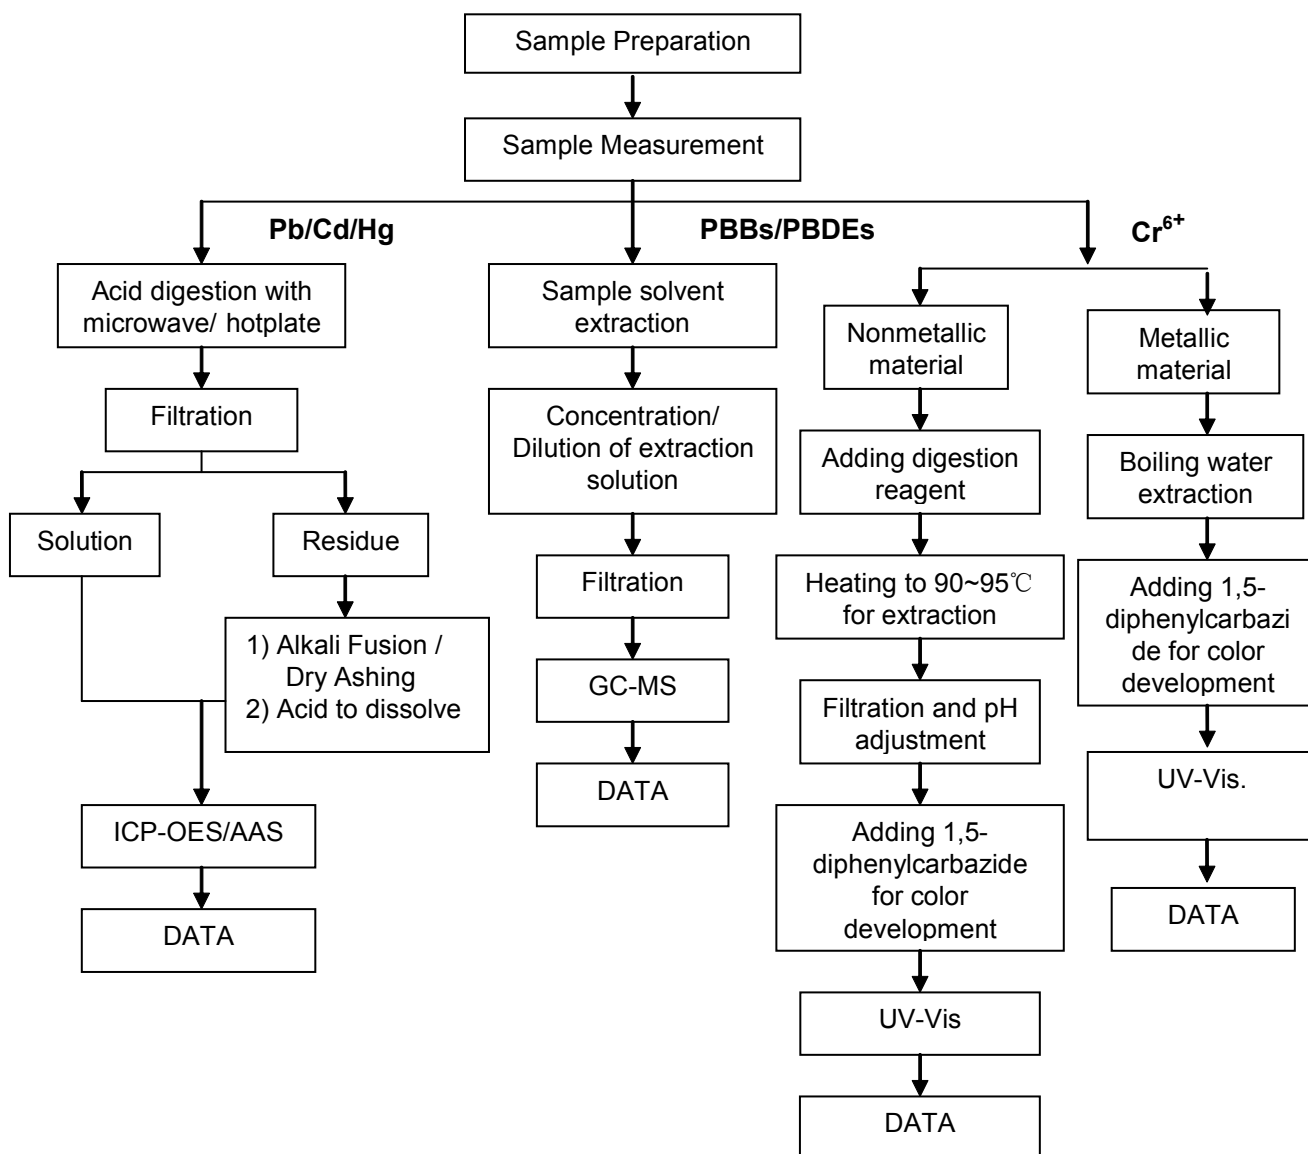 Sample Preparation
Sample Measurement
Pb/Cd/Hg
PBBs/PBDEs
Cr⁶⁺
Acid digestion with
microwave/ hotplate
Filtration
Solution
Residue
1) Alkali Fusion /
Dry Ashing
2) Acid to dissolve
ICP-OES/AAS
DATA
Sample solvent
extraction
Concentration/
Dilution of extraction
solution
Filtration
GC-MS
DATA
Nonmetallic
material
Adding digestion
reagent
Heating to 90~95℃
for extraction
Filtration and pH
adjustment
Adding 1,5-
diphenylcarbazide
for color
development
UV-Vis
DATA
Metallic
material
Boiling water
extraction
Adding 1,5-
diphenylcarbazi
de for color
development
UV-Vis.
DATA